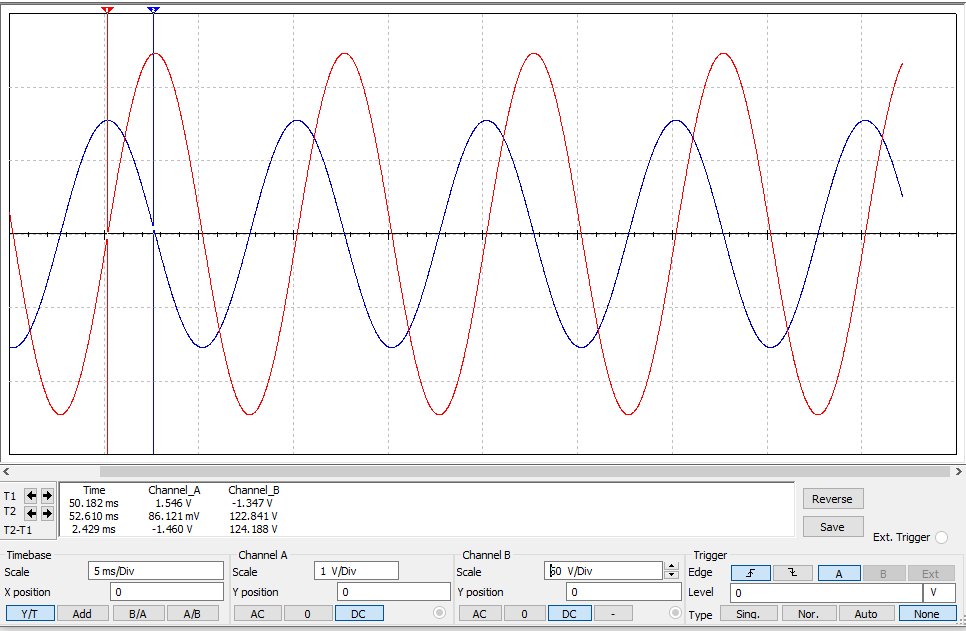 1 2
Time Channel_A Channel_B
T1 50.182 ms 1.546 V -1.347 V
T2 52.610 ms 86.121 mV 122.841 V
T2-T1 2.429 ms -1.460 V 124.188 V
Reverse
Save
Ext. Trigger
Timebase
Scale 5 ms/Div
X position 0
Y/T Add B/A A/B
Channel A
Scale 1 V/Div
Y position 0
AC 0 DC
Channel B
Scale 50 V/Div
Y position 0
AC 0 DC -
Trigger
Edge A B Ext
Level 0 V
Type Sing. Nor. Auto None